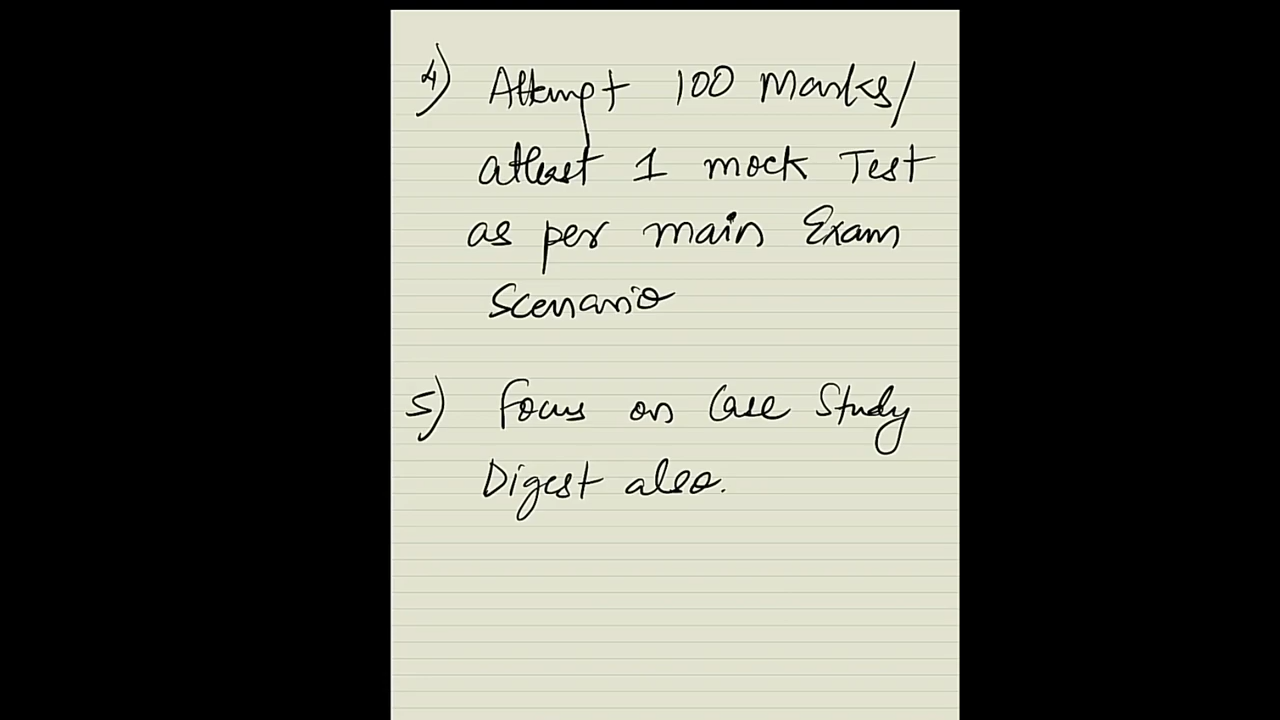 4) Attempt 100 Marks/
atleast 1 mock Test
as per main Exam
Scenario
5) Focus on Case Study
Digest also.